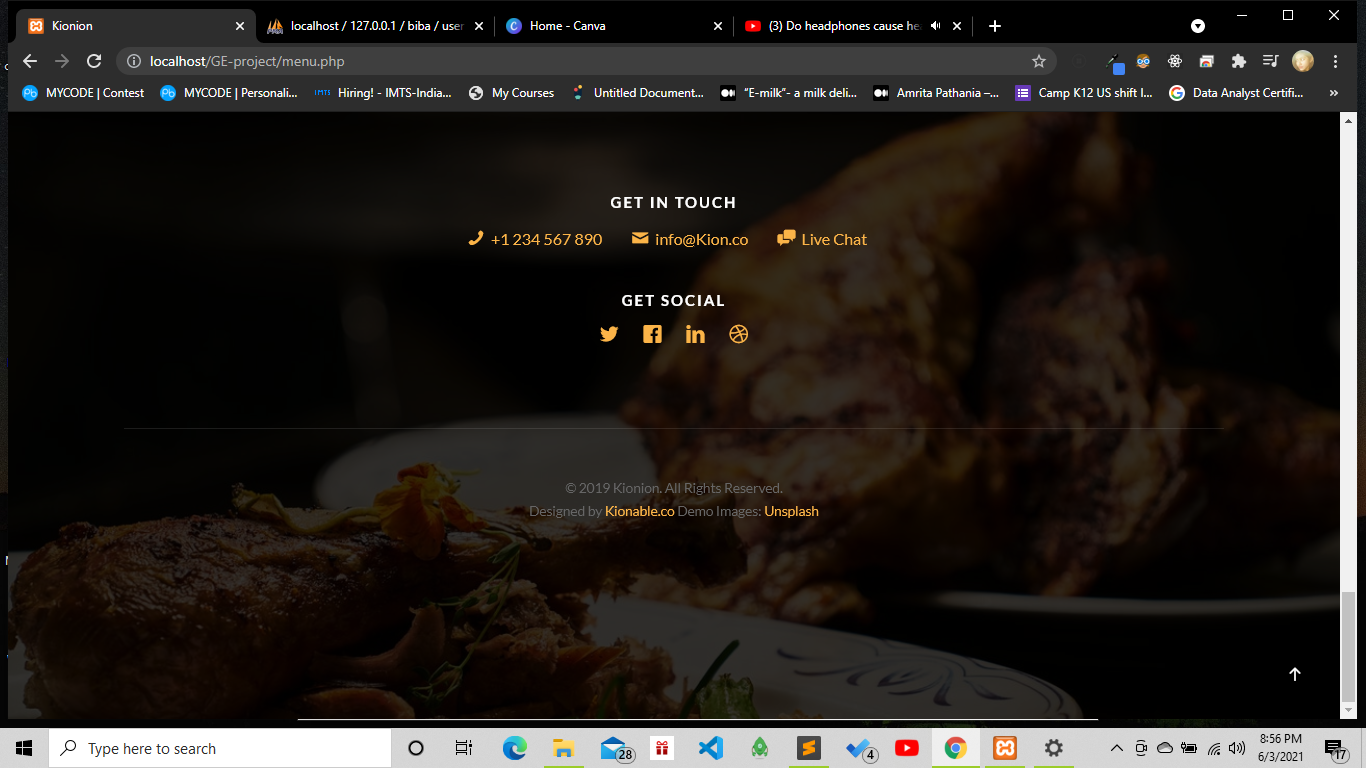 Kionion
localhost / 127.0.0.1 / biba / user
Home - Canva
(3) Do headphones cause he
localhost/GE-project/menu.php
MYCODE | Contest
MYCODE | Personali...
IMTS
Hiring! - IMTS-India...
My Courses
Untitled Document...
“E-milk”- a milk deli...
Amrita Pathania –...
Camp K12 US shift I...
Data Analyst Certifi...
»
GET IN TOUCH
+1 234 567 890 info@Kion.co Live Chat
GET SOCIAL
© 2019 Kionion. All Rights Reserved.
Designed by Kionable.co Demo Images: Unsplash
Type here to search
28
4
8:56 PM
6/3/2021
17